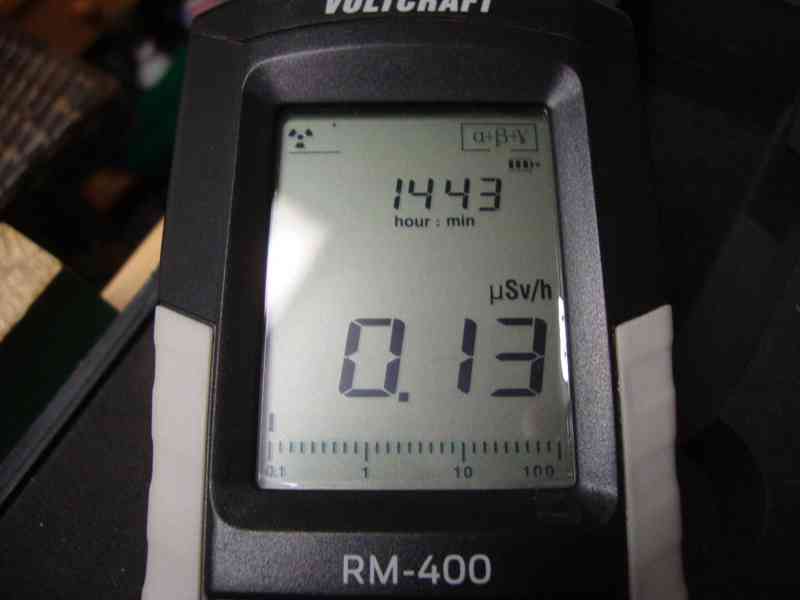 VOLTCRAFT
α+β+γ
1443
hour : min
µSv/h
0.13
0.1 1 10 100
RM-400